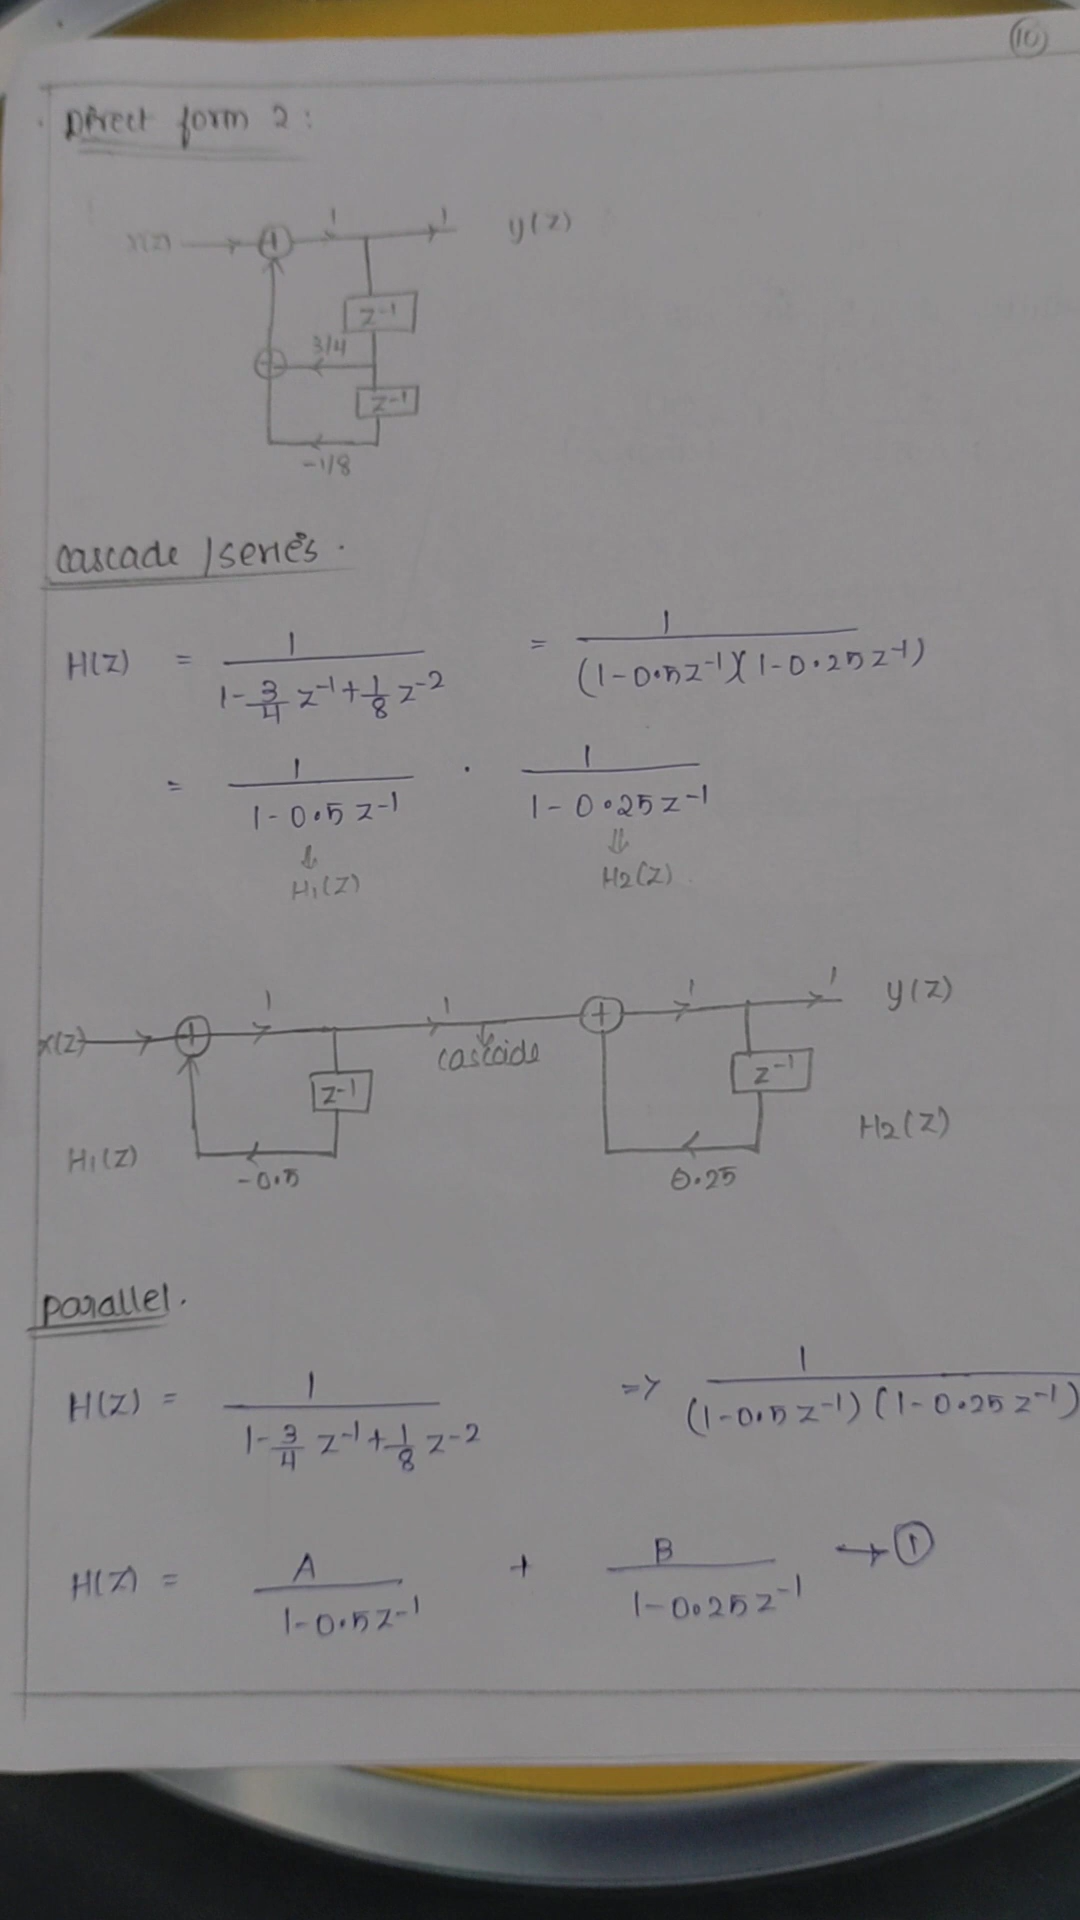 10
Direct form 2:
x(z) 1 1 y(z)
z-1
3/4
z-1
-1/8
cascade /series.
H(z) = 1 / (1 - 3/4 z-1 + 1/8 z-2) = 1 / (1-0.5z-1)(1-0.25z-1)
= 1 / (1-0.5z-1) . 1 / (1-0.25z-1)
⇓ ⇓
H1(z) H2(z)
x(z) + 1 1 + 1 1 y(z)
cascade
z-1 z-1
H1(z) H2(z)
-0.5 0.25
parallel.
H(z) = 1 / (1 - 3/4 z-1 + 1/8 z-2) => 1 / (1-0.5z-1)(1-0.25z-1)
H(z) = A / (1-0.5z-1) + B / (1-0.25z-1) → 1